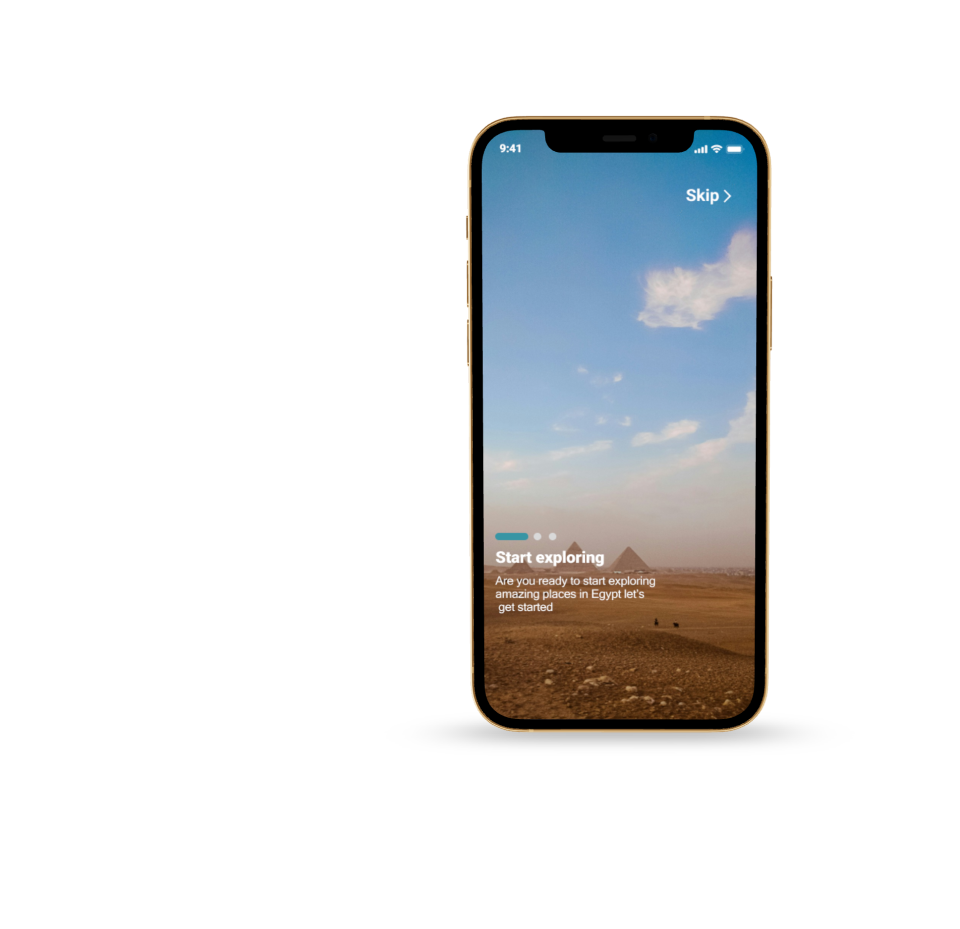 9:41
Skip
Start exploring
Are you ready to start exploring
amazing places in Egypt let's
get started